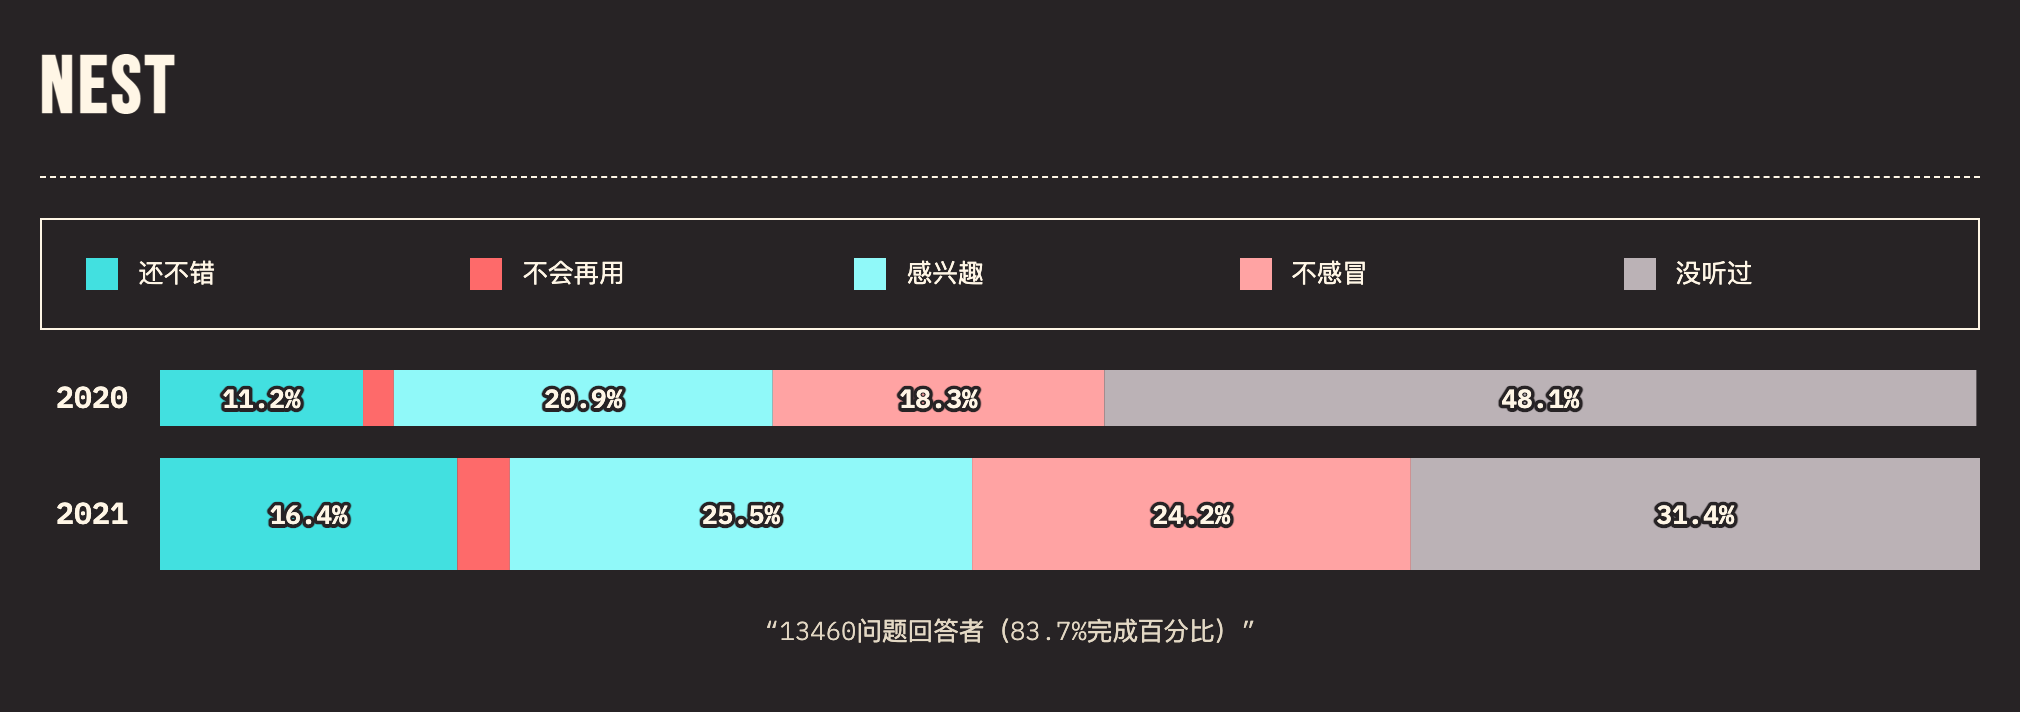 NEST
还不错 不会再用 感兴趣 不感冒 没听过
2020 11.2% 20.9% 18.3% 48.1%
2021 16.4% 25.5% 24.2% 31.4%
“13460问题回答者（83.7%完成百分比）”